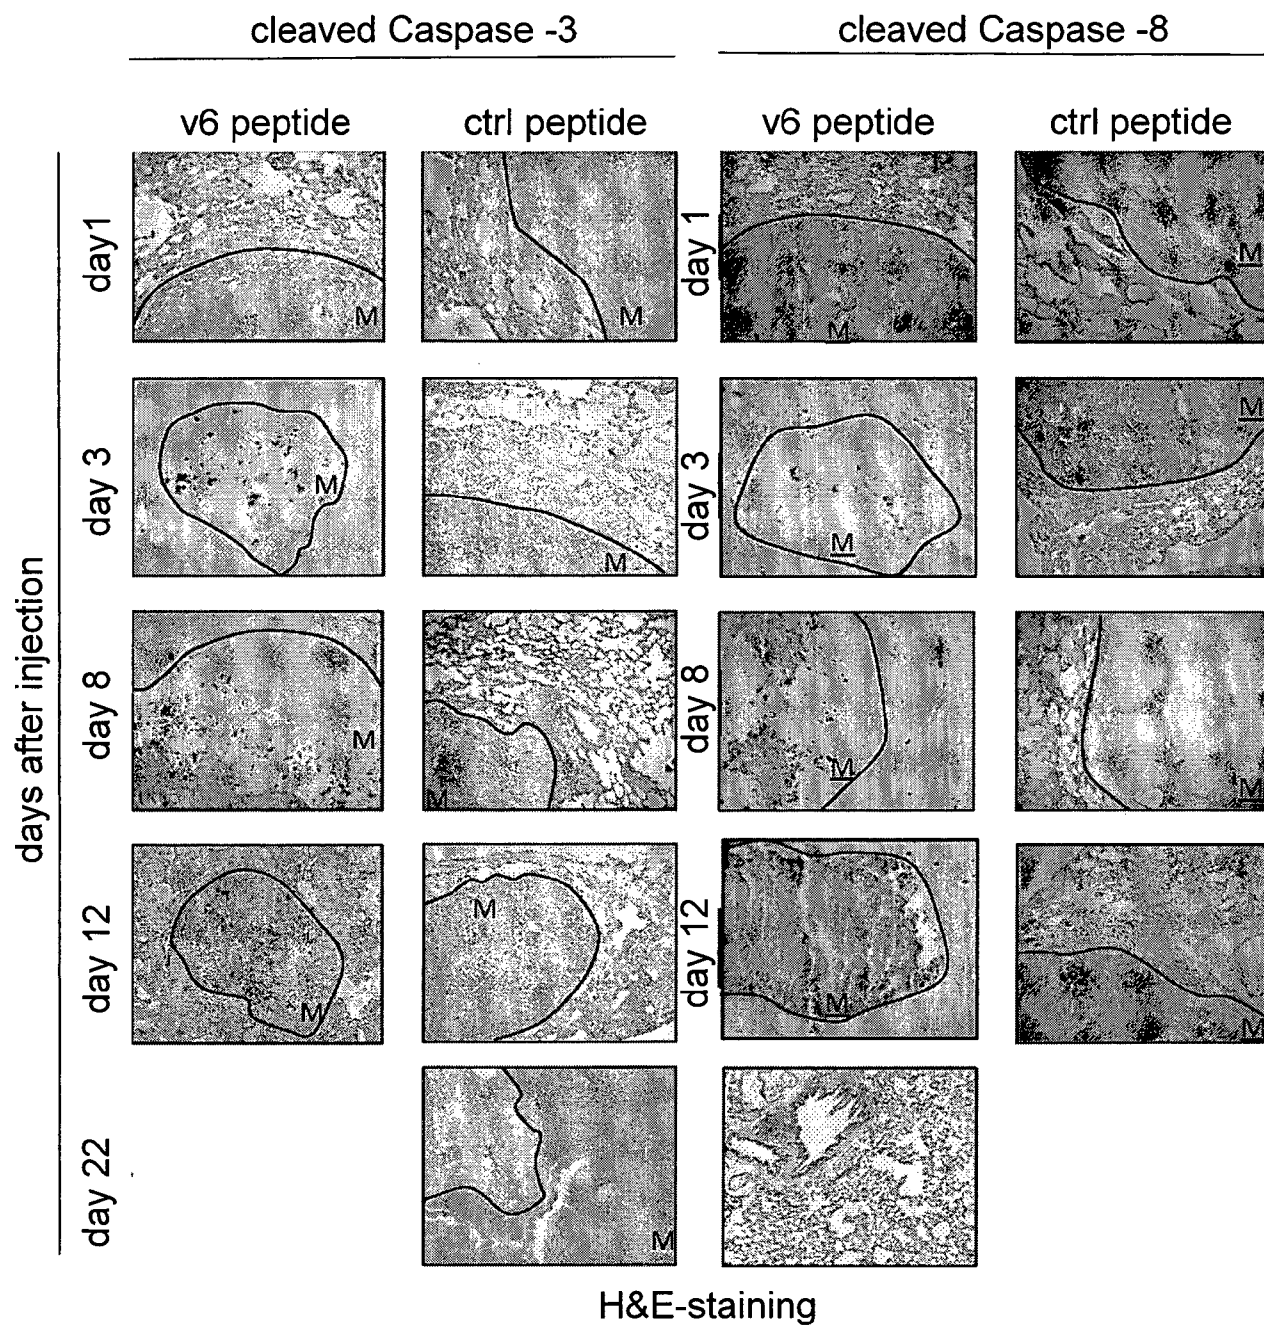 cleaved Caspase -3 cleaved Caspase -8
v6 peptide ctrl peptide v6 peptide ctrl peptide
days after injection
day1 M M day 1 M M
day 3 M M day 3 M M
day 8 M M day 8 M M
day 12 M M day 12 M M
day 22 M
H&E-staining